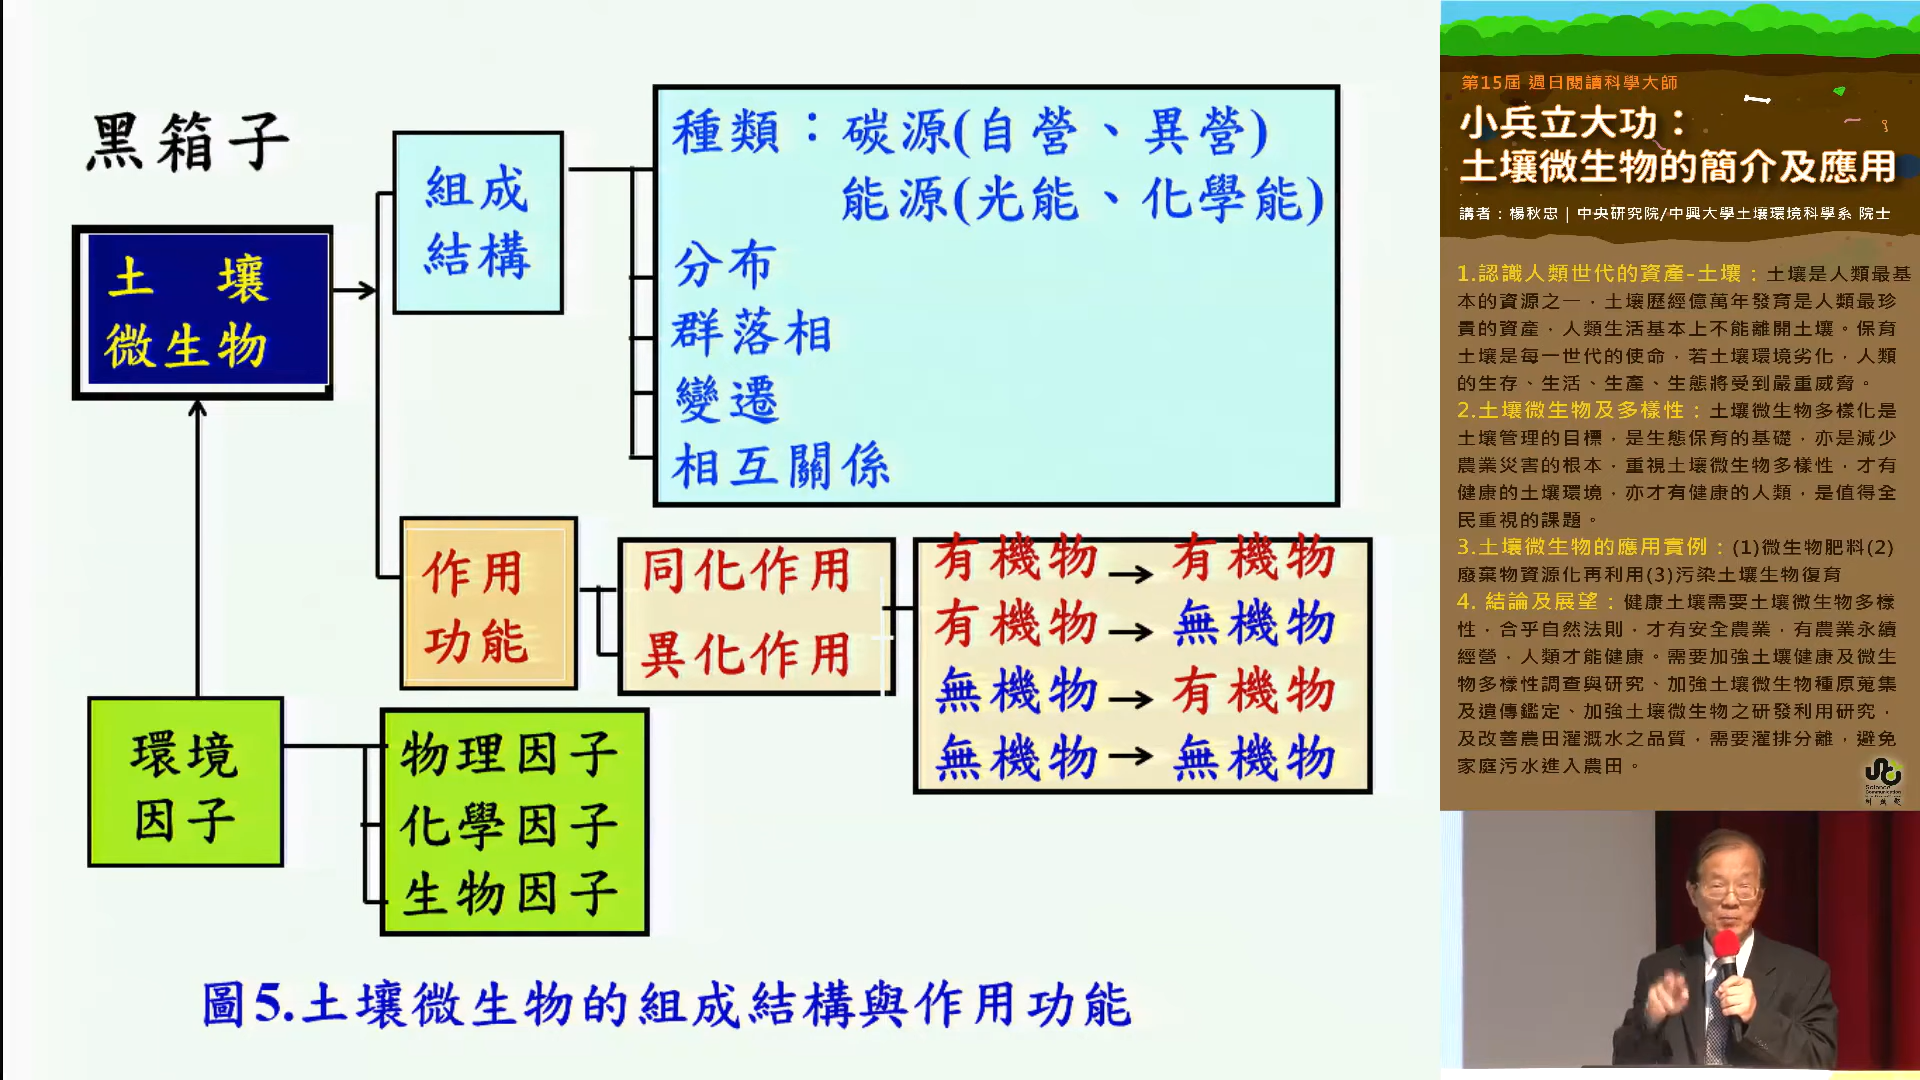 黑箱子
土 壤
微生物
組成
結構
種類：碳源(自營、異營)
能源(光能、化學能)
分布
群落相
變遷
相互關係
作用
功能
同化作用
異化作用
有機物→有機物
有機物→無機物
無機物→有機物
無機物→無機物
環境
因子
物理因子
化學因子
生物因子
圖5.土壤微生物的組成結構與作用功能
第15屆 週日閱讀科學大師
小兵立大功：
土壤微生物的簡介及應用
講者：楊秋忠｜中央研究院/中興大學土壤環境科學系 院士
1.認識人類世代的資產-土壤：土壤是人類最基
本的資源之一，土壤歷經億萬年發育是人類最珍
貴的資產，人類生活基本上不能離開土壤。保育
土壤是每一世代的使命，若土壤環境劣化，人類
的生存、生活、生產、生態將受到嚴重威脅。
2.土壤微生物及多樣性：土壤微生物多樣化是
土壤管理的目標，是生態保育的基礎，亦是減少
農業災害的根本，重視土壤微生物多樣性，才有
健康的土壤環境，亦才有健康的人類，是值得全
民重視的課題。
3.土壤微生物的應用實例：(1)微生物肥料(2)
廢棄物資源化再利用(3)污染土壤生物復育
4. 結論及展望：健康土壤需要土壤微生物多樣
性，合乎自然法則，才有安全農業，有農業永續
經營，人類才能健康。需要加強土壤健康及微生
物多樣性調查與研究、加強土壤微生物種原蒐集
及遺傳鑑定、加強土壤微生物之研發利用研究，
及改善農田灌溉水之品質，需要灌排分離，避免
家庭污水進入農田。
Science
Communication